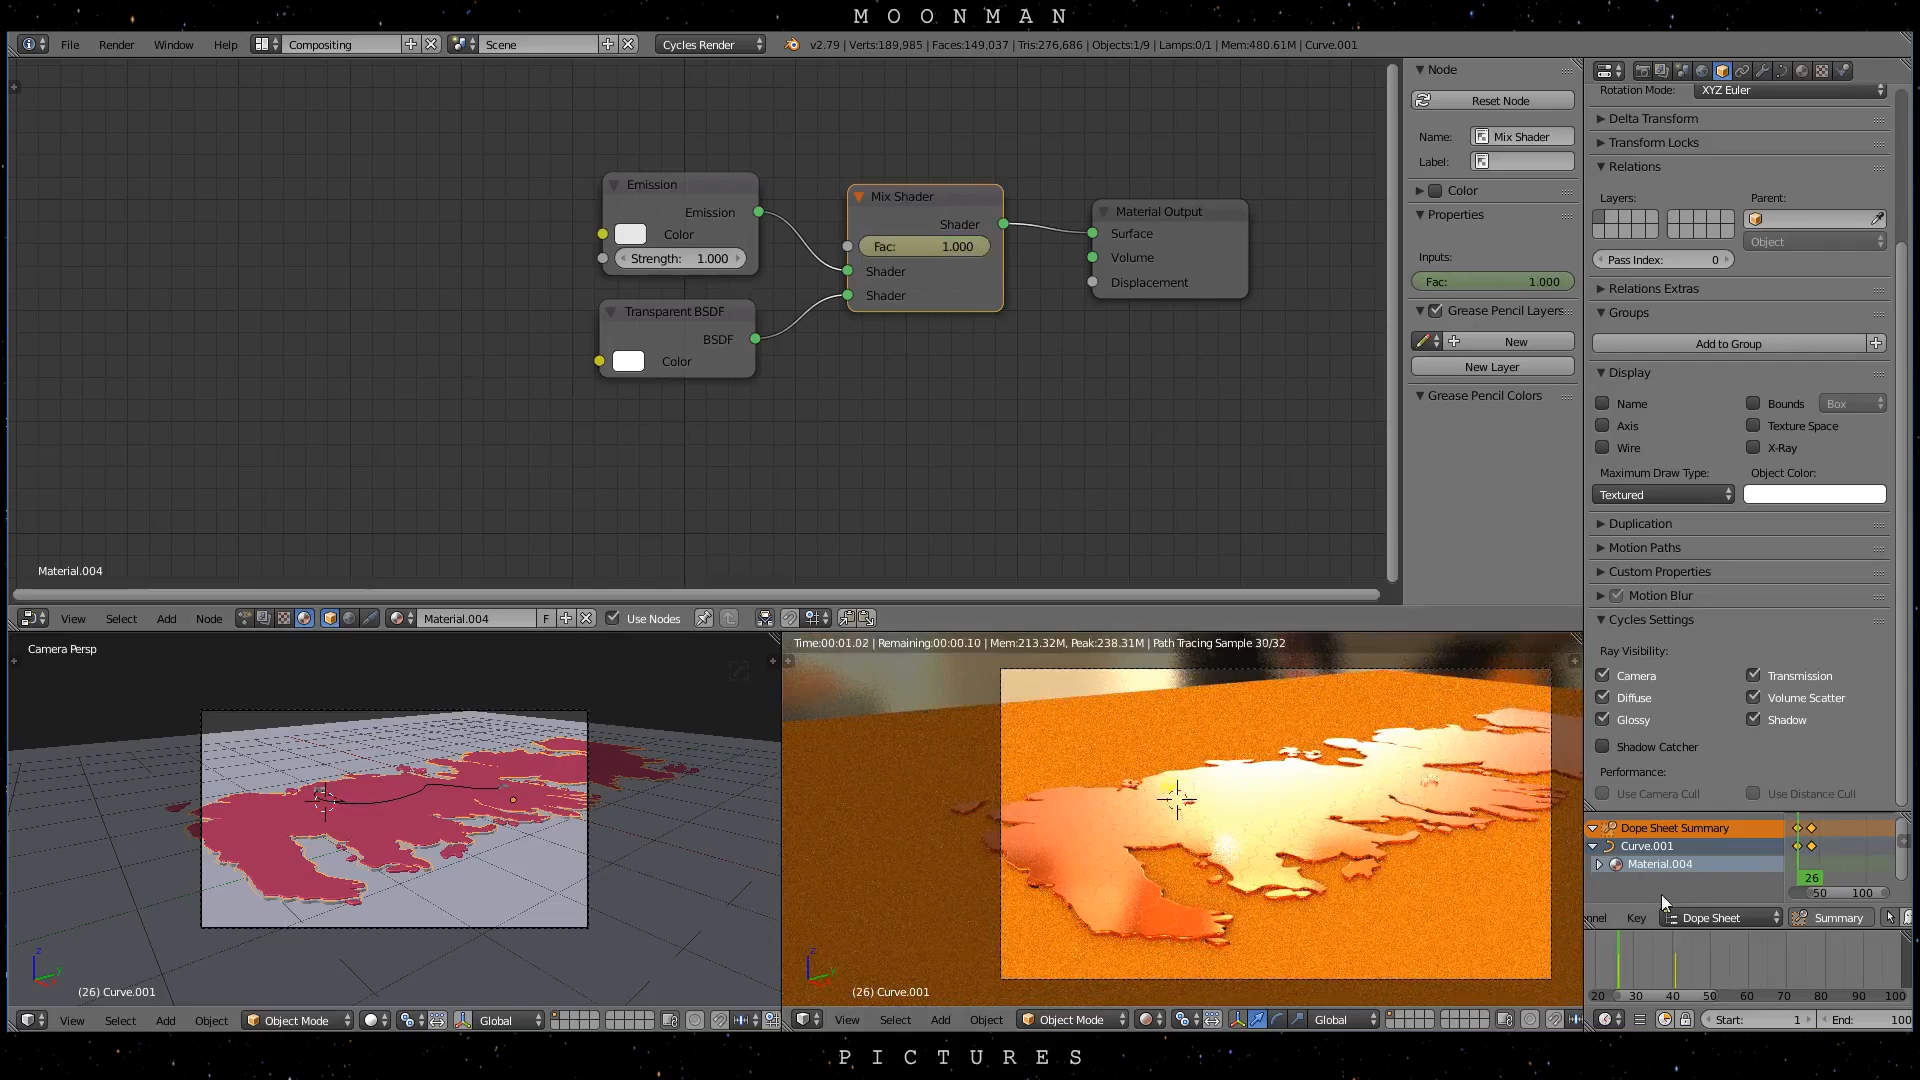 MOONMAN
File Render Window Help Compositing Scene Cycles Render v2.79 | Verts:189,985 | Faces:149,037 | Tris:276,686 | Objects:1/9 | Lamps:0/1 | Mem:480.61M | Curve.001
Emission
Emission
Color
Strength: 1.000
Transparent BSDF
BSDF
Color
Mix Shader
Shader
Fac: 1.000
Shader
Shader
Material Output
Surface
Volume
Displacement
Material.004
Node
Reset Node
Name: Mix Shader
Label:
Color
Properties
Inputs:
Fac: 1.000
Grease Pencil Layers
New
New Layer
Grease Pencil Colors
Rotation Mode: XYZ Euler
Delta Transform
Transform Locks
Relations
Layers: Parent:
Object
Pass Index: 0
Relations Extras
Groups
Add to Group
Display
Name Bounds Box
Axis Texture Space
Wire X-Ray
Maximum Draw Type: Object Color:
Textured
Duplication
Motion Paths
Custom Properties
Motion Blur
Cycles Settings
Ray Visibility:
Camera Transmission
Diffuse Volume Scatter
Glossy Shadow
Shadow Catcher
Performance:
Use Camera Cull Use Distance Cull
View Select Add Node Material.004 F Use Nodes
Camera Persp
(26) Curve.001
View Select Add Object Object Mode Global
Time:00:01.02 | Remaining:00:00.10 | Mem:213.32M, Peak:238.31M | Path Tracing Sample 30/32
(26) Curve.001
View Select Add Object Object Mode Global
Dope Sheet Summary
Curve.001
Material.004
26
50 100
nnel Key Dope Sheet Summary
20 30 40 50 60 70 80 90 100
Start: 1 End: 100
PICTURES